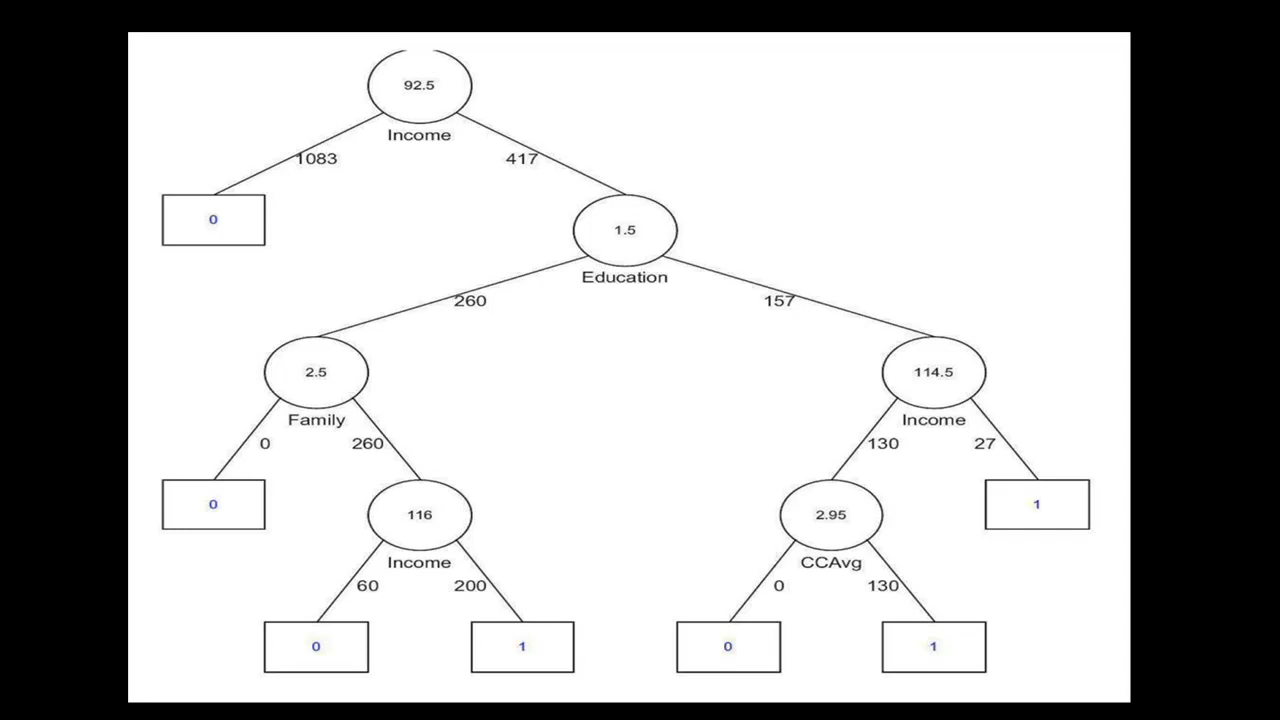 92.5
Income
1083 417
0
1.5
Education
260 157
2.5 114.5
Family Income
0 260 130 27
0 116 2.95 1
Income CCAvg
60 200 0 130
0 1 0 1